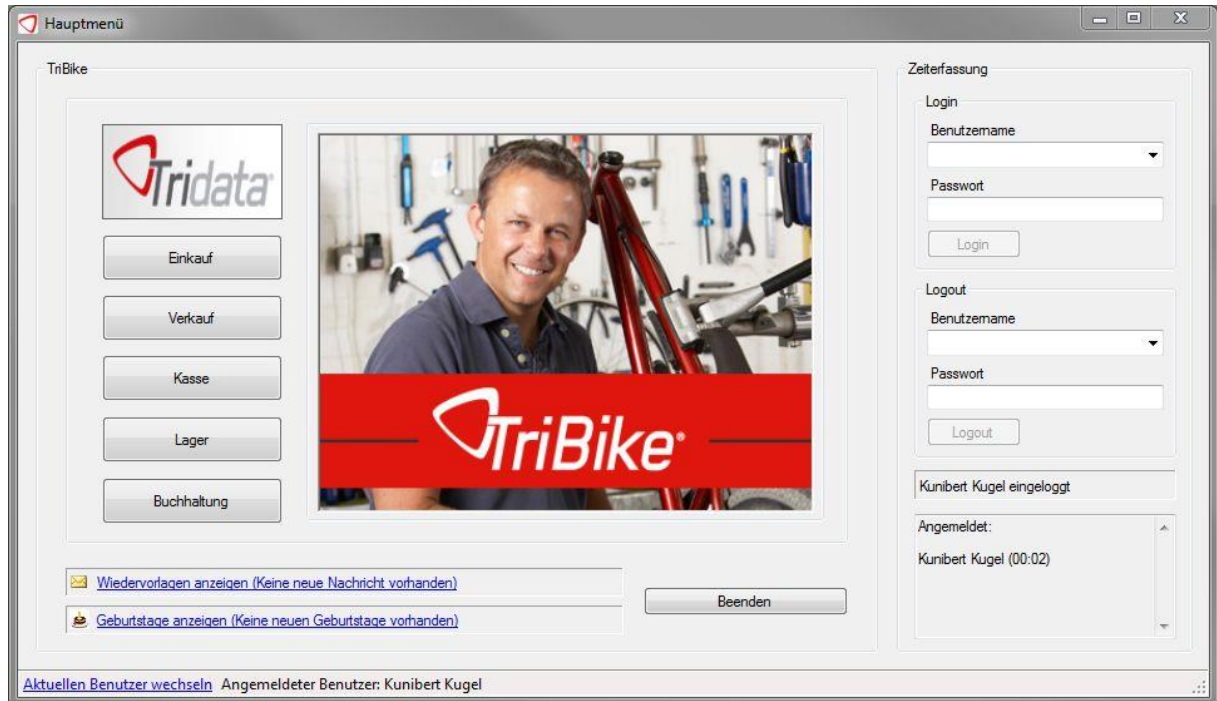 Hauptmenü
TriBike
Tridata
Einkauf
Verkauf
Kasse
Lager
Buchhaltung
TriBike®
Wiedervorlagen anzeigen (Keine neue Nachricht vorhanden)
Geburtstage anzeigen (Keine neuen Geburtstage vorhanden)
Beenden
Zeiterfassung
Login
Benutzername
Passwort
Login
Logout
Benutzername
Passwort
Logout
Kunibert Kugel eingeloggt
Angemeldet:
Kunibert Kugel (00:02)
Aktuellen Benutzer wechseln Angemeldeter Benutzer: Kunibert Kugel